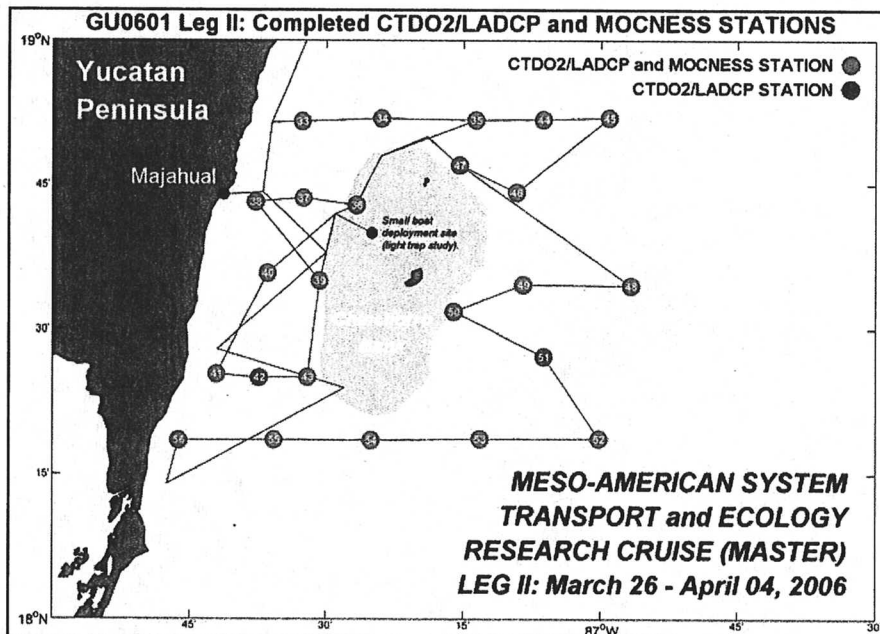 GU0601 Leg II: Completed CTDO2/LADCP and MOCNESS STATIONS
19°N
Yucatan
Peninsula
CTDO2/LADCP and MOCNESS STATION
CTDO2/LADCP STATION
33
34
35
44
45
45'
Majahual
47
46
38
37
36
Small boat
deployment site
(light trap study).
40
39
49
48
50
30'
51
41
42
43
56
55
54
53
52
15'
MESO-AMERICAN SYSTEM
TRANSPORT and ECOLOGY
RESEARCH CRUISE (MASTER)
LEG II: March 26 - April 04, 2006
18°N
45'
30'
15'
87°W
45'
30'